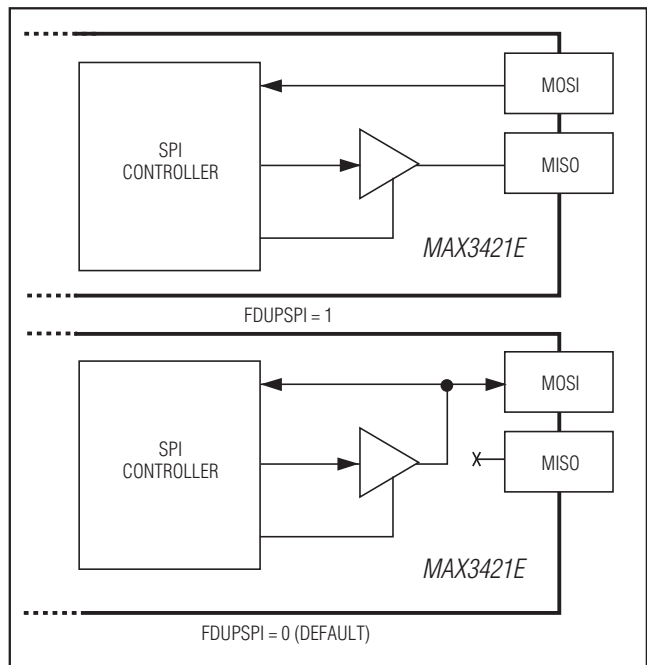 MOSI
SPI
CONTROLLER
MISO
MAX3421E
FDUPSPI = 1
MOSI
SPI
CONTROLLER
MISO
X
MAX3421E
FDUPSPI = 0 (DEFAULT)